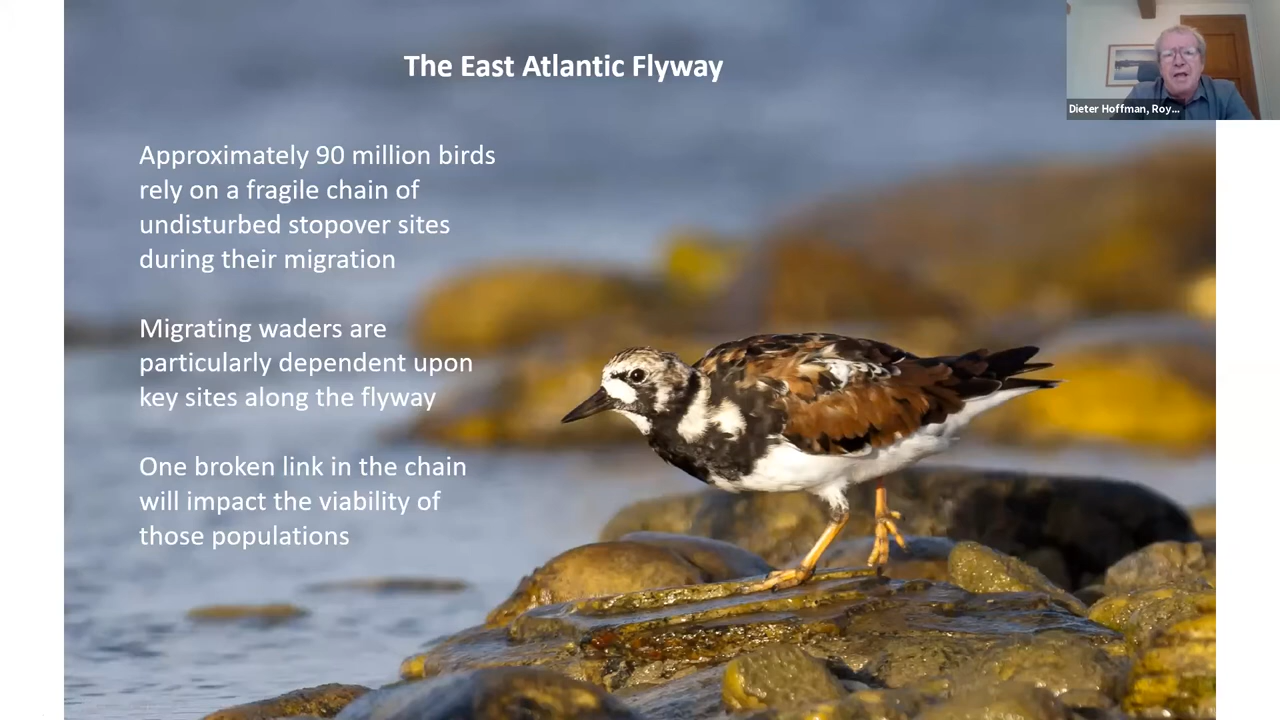 The East Atlantic Flyway
Dieter Hoffman, Roy...
Approximately 90 million birds
rely on a fragile chain of
undisturbed stopover sites
during their migration
Migrating waders are
particularly dependent upon
key sites along the flyway
One broken link in the chain
will impact the viability of
those populations